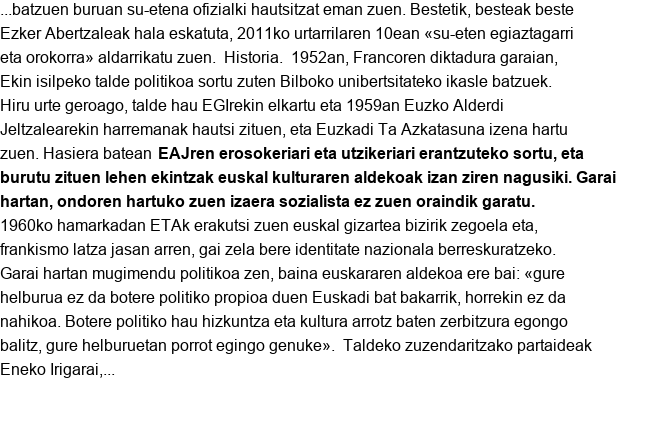 ...batzuen buruan su-etena ofizialki hautsitzat eman zuen. Bestetik, besteak beste
Ezker Abertzaleak hala eskatuta, 2011ko urtarrilaren 10ean «su-eten egiaztagarri
eta orokorra» aldarrikatu zuen.  Historia.  1952an, Francoren diktadura garaian,
Ekin isilpeko talde politikoa sortu zuten Bilboko unibertsitateko ikasle batzuek.
Hiru urte geroago, talde hau EGIrekin elkartu eta 1959an Euzko Alderdi
Jeltzalearekin harremanak hautsi zituen, eta Euzkadi Ta Azkatasuna izena hartu
zuen. Hasiera batean EAJren erosokeriari eta utzikeriari erantzuteko sortu, eta
burutu zituen lehen ekintzak euskal kulturaren aldekoak izan ziren nagusiki. Garai
hartan, ondoren hartuko zuen izaera sozialista ez zuen oraindik garatu.
1960ko hamarkadan ETAk erakutsi zuen euskal gizartea bizirik zegoela eta,
frankismo latza jasan arren, gai zela bere identitate nazionala berreskuratzeko.
Garai hartan mugimendu politikoa zen, baina euskararen aldekoa ere bai: «gure
helburua ez da botere politiko propioa duen Euskadi bat bakarrik, horrekin ez da
nahikoa. Botere politiko hau hizkuntza eta kultura arrotz baten zerbitzura egongo
balitz, gure helburuetan porrot egingo genuke».  Taldeko zuzendaritzako partaideak
Eneko Irigarai,...